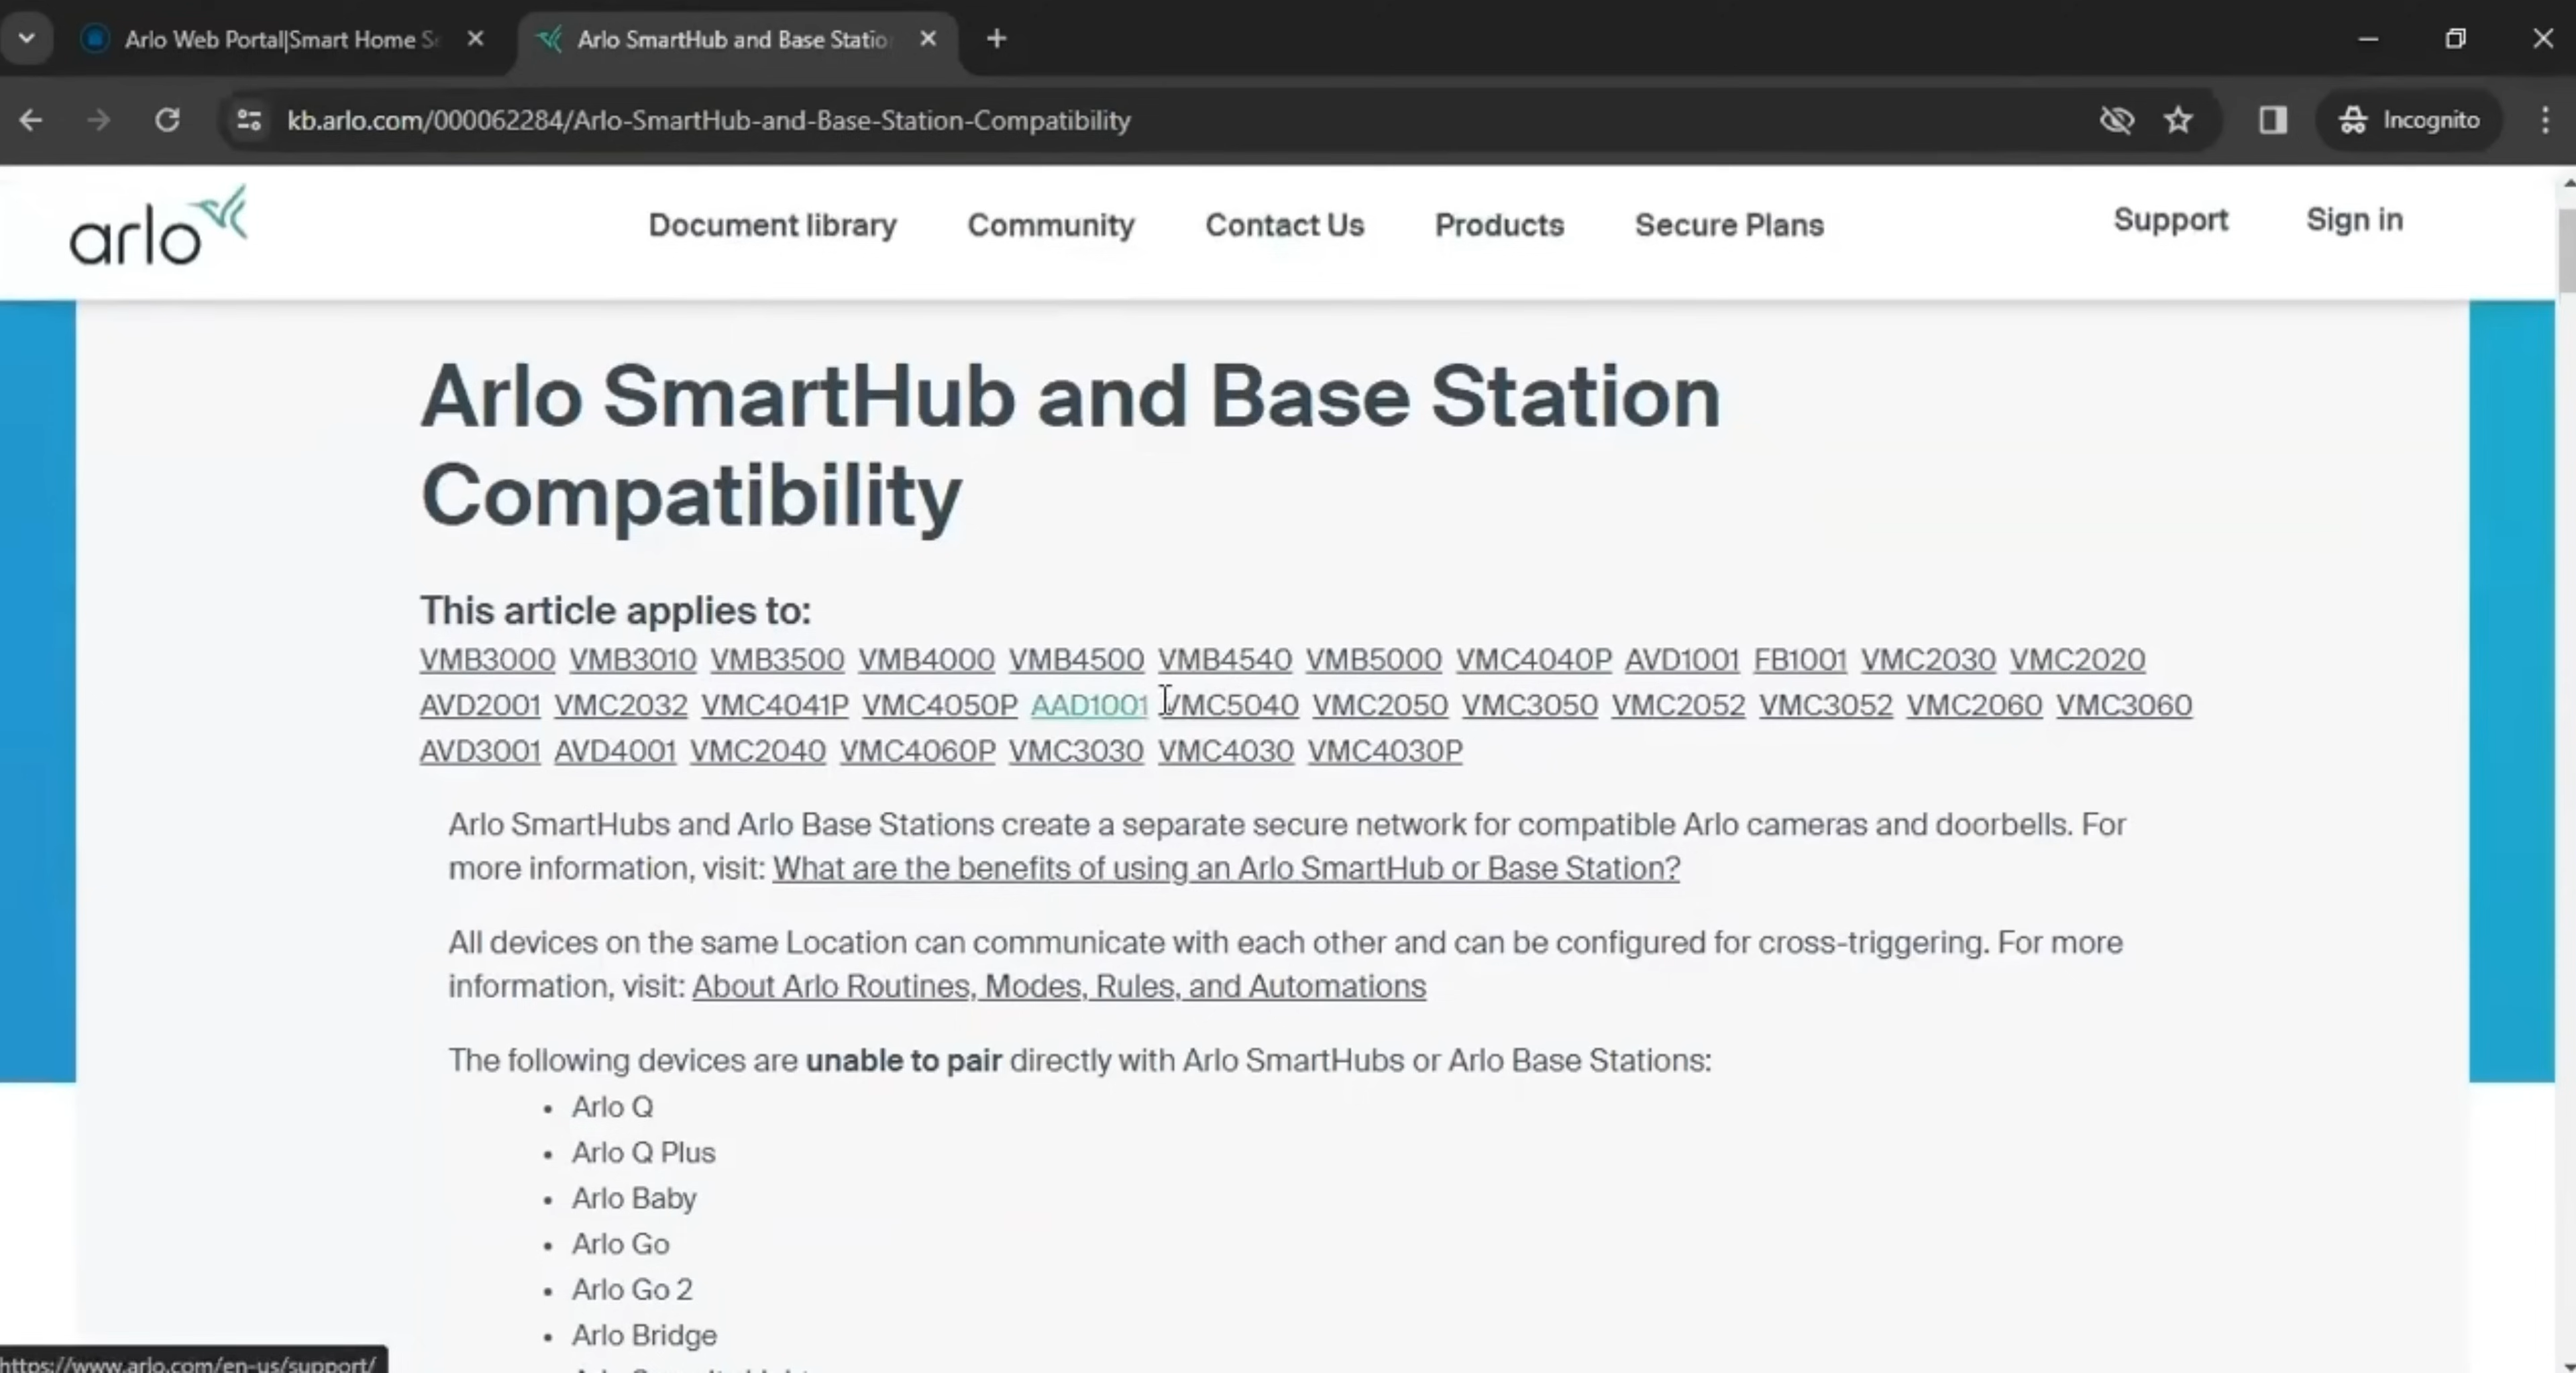 Arlo Web Portal|Smart Home Se
Arlo SmartHub and Base Statio
kb.arlo.com/000062284/Arlo-SmartHub-and-Base-Station-Compatibility
Incognito
arlo
Document library Community Contact Us Products Secure Plans Support Sign in
Arlo SmartHub and Base Station
Compatibility
This article applies to:
VMB3000 VMB3010 VMB3500 VMB4000 VMB4500 VMB4540 VMB5000 VMC4040P AVD1001 FB1001 VMC2030 VMC2020
AVD2001 VMC2032 VMC4041P VMC4050P AAD1001 VMC5040 VMC2050 VMC3050 VMC2052 VMC3052 VMC2060 VMC3060
AVD3001 AVD4001 VMC2040 VMC4060P VMC3030 VMC4030 VMC4030P
Arlo SmartHubs and Arlo Base Stations create a separate secure network for compatible Arlo cameras and doorbells. For
more information, visit: What are the benefits of using an Arlo SmartHub or Base Station?
All devices on the same Location can communicate with each other and can be configured for cross-triggering. For more
information, visit: About Arlo Routines, Modes, Rules, and Automations
The following devices are unable to pair directly with Arlo SmartHubs or Arlo Base Stations:
• Arlo Q
• Arlo Q Plus
• Arlo Baby
• Arlo Go
• Arlo Go 2
• Arlo Bridge
https://www.arlo.com/en-us/support/